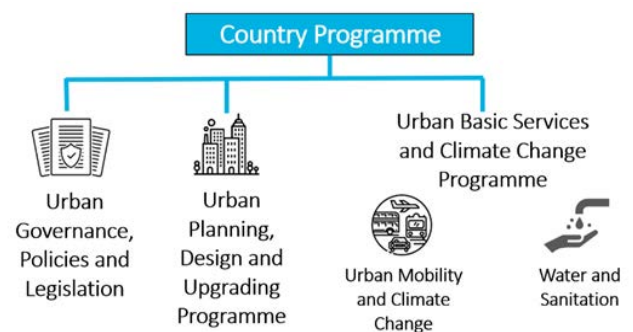 Country Programme
Urban
Governance,
Policies and
Legislation
Urban
Planning,
Design and
Upgrading
Programme
Urban Basic Services
and Climate Change
Programme
Urban Mobility
and Climate
Change
Water and
Sanitation